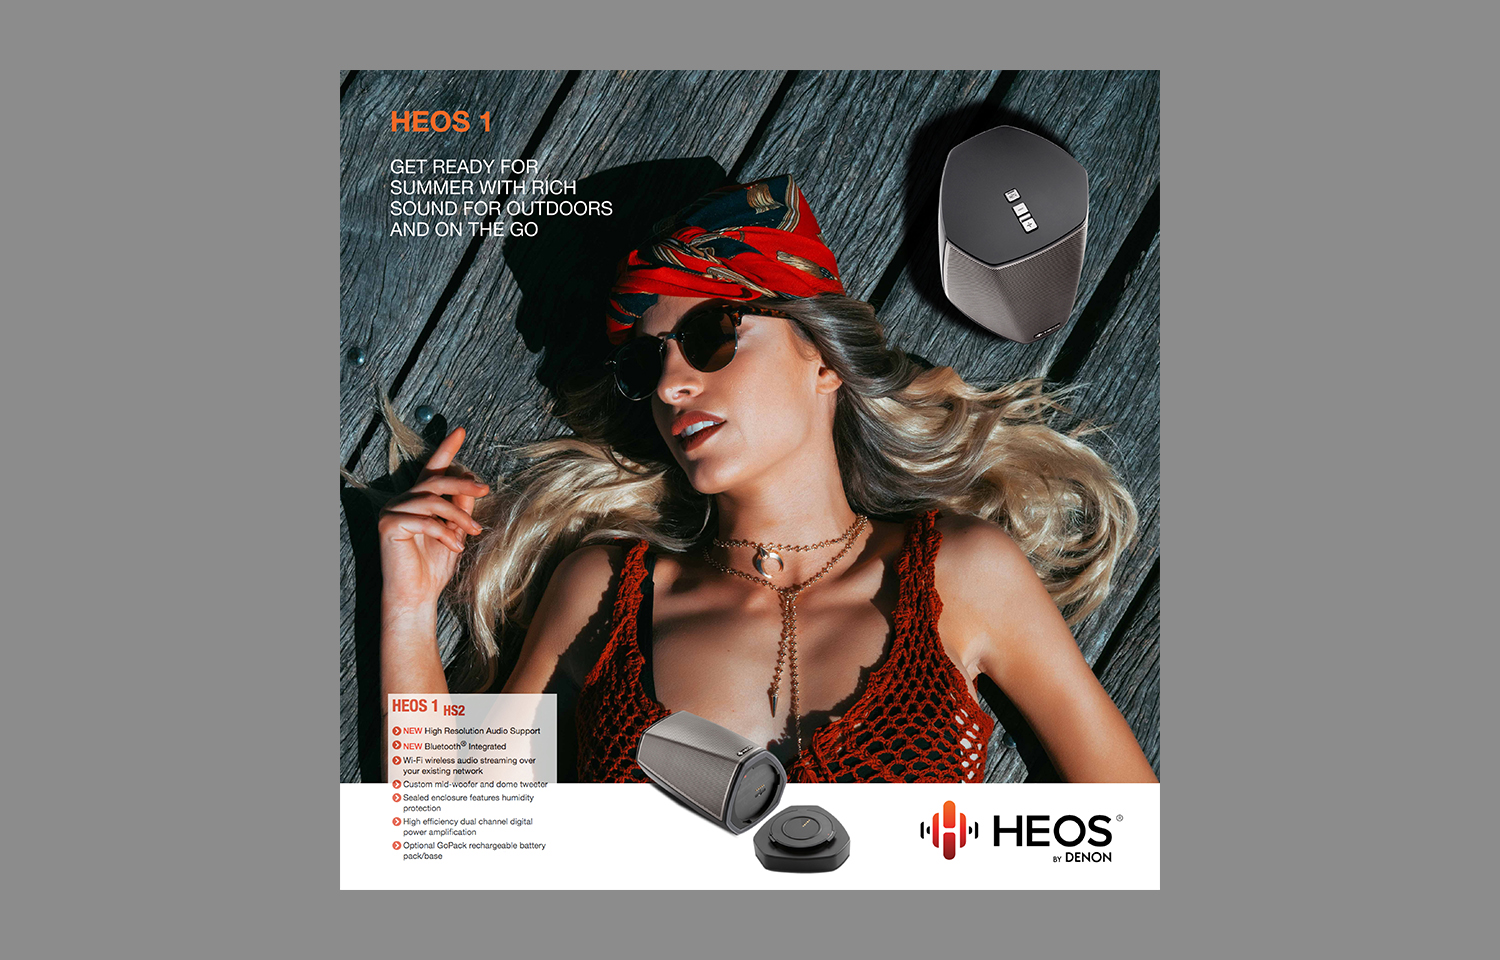 HEOS 1
GET READY FOR
SUMMER WITH RICH
SOUND FOR OUTDOORS
AND ON THE GO
HEOS 1 HS2
NEW High Resolution Audio Support
NEW Bluetooth® Integrated
Wi-Fi wireless audio streaming over
your existing network
Custom mid-woofer and dome tweeter
Sealed enclosure features humidity
protection
High efficiency dual channel digital
power amplification
Optional GoPack rechargeable battery
pack/base
HEOS®
BY DENON